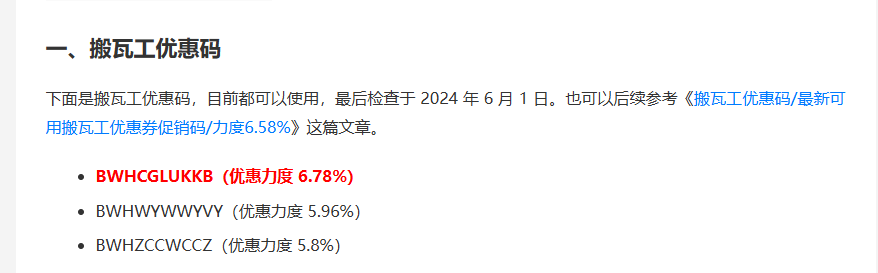 一、搬瓦工优惠码
下面是搬瓦工优惠码，目前都可以使用，最后检查于 2024 年 6 月 1 日。也可以后续参考《搬瓦工优惠码/最新可
用搬瓦工优惠券促销码/力度6.58%》这篇文章。
• BWHCGLUKKB（优惠力度 6.78%）
• BWHWYWWYVY（优惠力度 5.96%）
• BWHZCCWCCZ（优惠力度 5.8%）